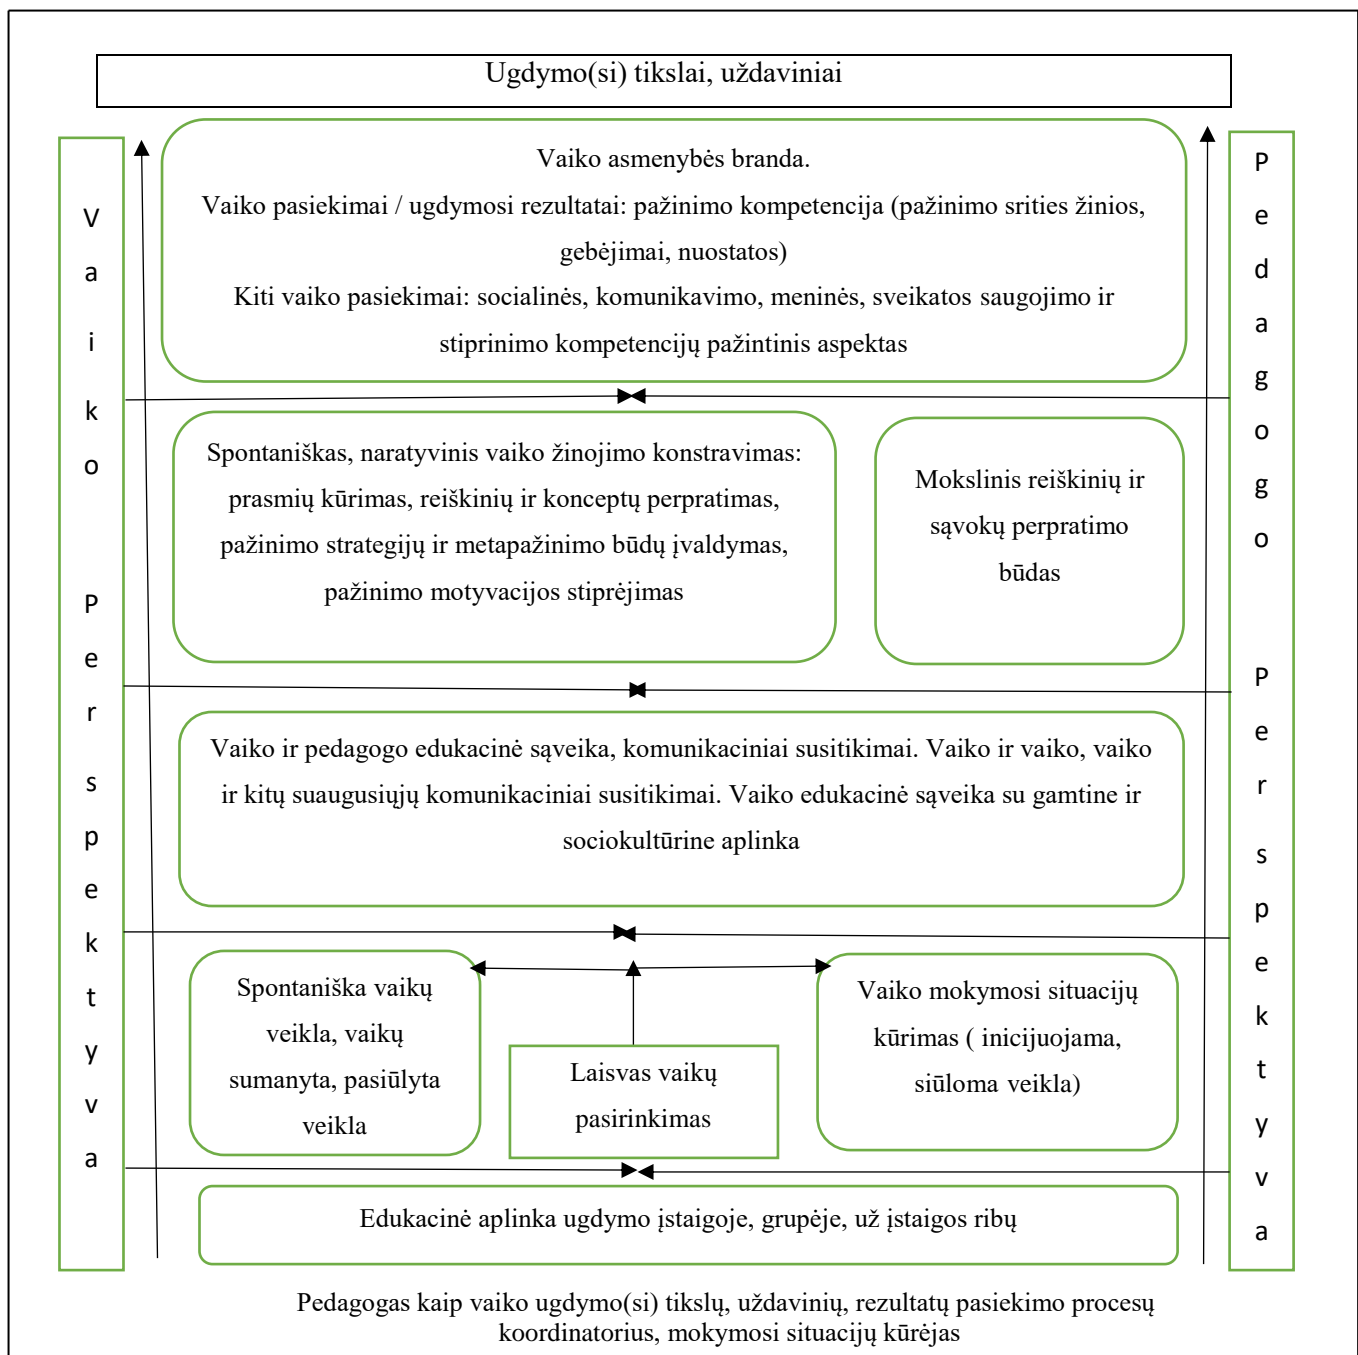 Ugdymo(si) tikslai, uždaviniai
Vaiko Perspektyva
Pedagogo Perspektyva
Vaiko asmenybės branda.
Vaiko pasiekimai / ugdymosi rezultatai: pažinimo kompetencija (pažinimo srities žinios,
gebėjimai, nuostatos)
Kiti vaiko pasiekimai: socialinės, komunikavimo, meninės, sveikatos saugojimo ir
stiprinimo kompetencijų pažintinis aspektas
Spontaniškas, naratyvinis vaiko žinojimo konstravimas:
prasmių kūrimas, reiškinių ir konceptų perpratimas,
pažinimo strategijų ir metapažinimo būdų įvaldymas,
pažinimo motyvacijos stiprėjimas
Mokslinis reiškinių ir
sąvokų perpratimo
būdas
Vaiko ir pedagogo edukacinė sąveika, komunikaciniai susitikimai. Vaiko ir vaiko, vaiko
ir kitų suaugusiųjų komunikaciniai susitikimai. Vaiko edukacinė sąveika su gamtine ir
sociokultūrine aplinka
Spontaniška vaikų
veikla, vaikų
sumanyta, pasiūlyta
veikla
Laisvas vaikų
pasirinkimas
Vaiko mokymosi situacijų
kūrimas ( inicijuojama,
siūloma veikla)
Edukacinė aplinka ugdymo įstaigoje, grupėje, už įstaigos ribų
Pedagogas kaip vaiko ugdymo(si) tikslų, uždavinių, rezultatų pasiekimo procesų
koordinatorius, mokymosi situacijų kūrėjas